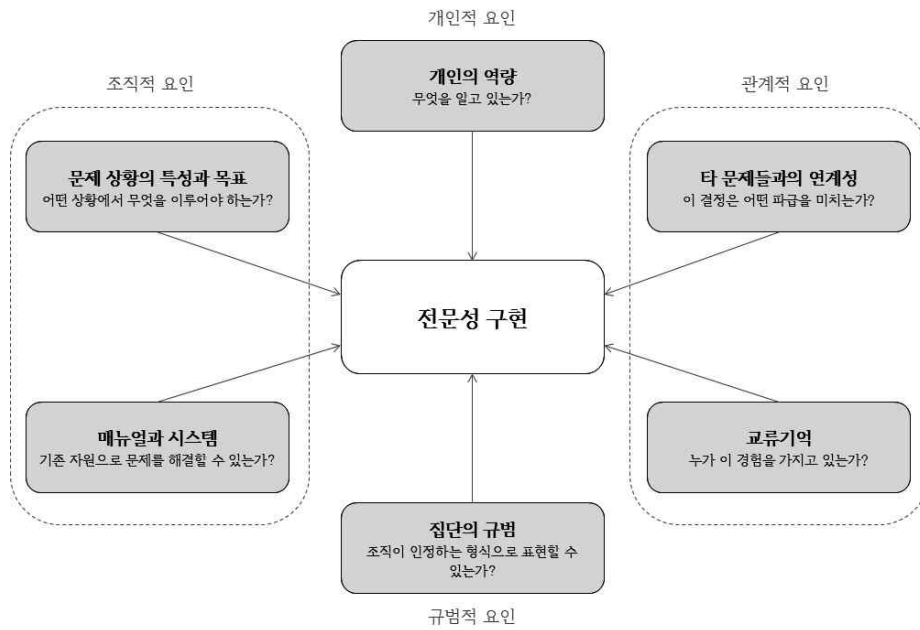 개인적 요인
개인의 역량
무엇을 알고 있는가?
조직적 요인
문제 상황의 특성과 목표
어떤 상황에서 무엇을 이루어야 하는가?
매뉴얼과 시스템
기존 자원으로 문제를 해결할 수 있는가?
관계적 요인
타 문제들과의 연계성
이 결정은 어떤 파급을 미치는가?
교류기억
누가 이 경험을 가지고 있는가?
전문성 구현
집단의 규범
조직이 인정하는 형식으로 표현할 수
있는가?
규범적 요인